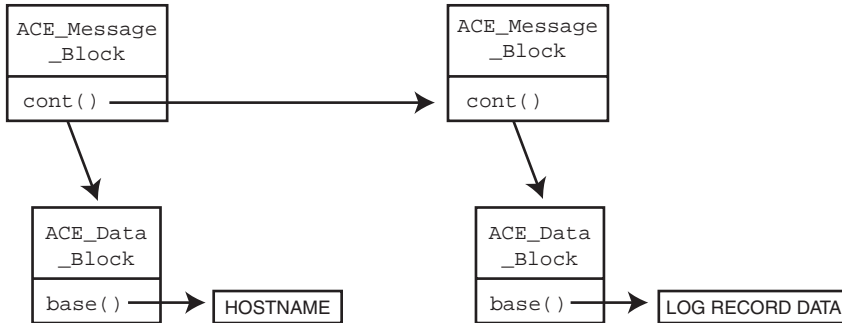 ACE_Message
_Block
cont()
ACE_Message
_Block
cont()
ACE_Data
_Block
base()
HOSTNAME
ACE_Data
_Block
base()
LOG RECORD DATA